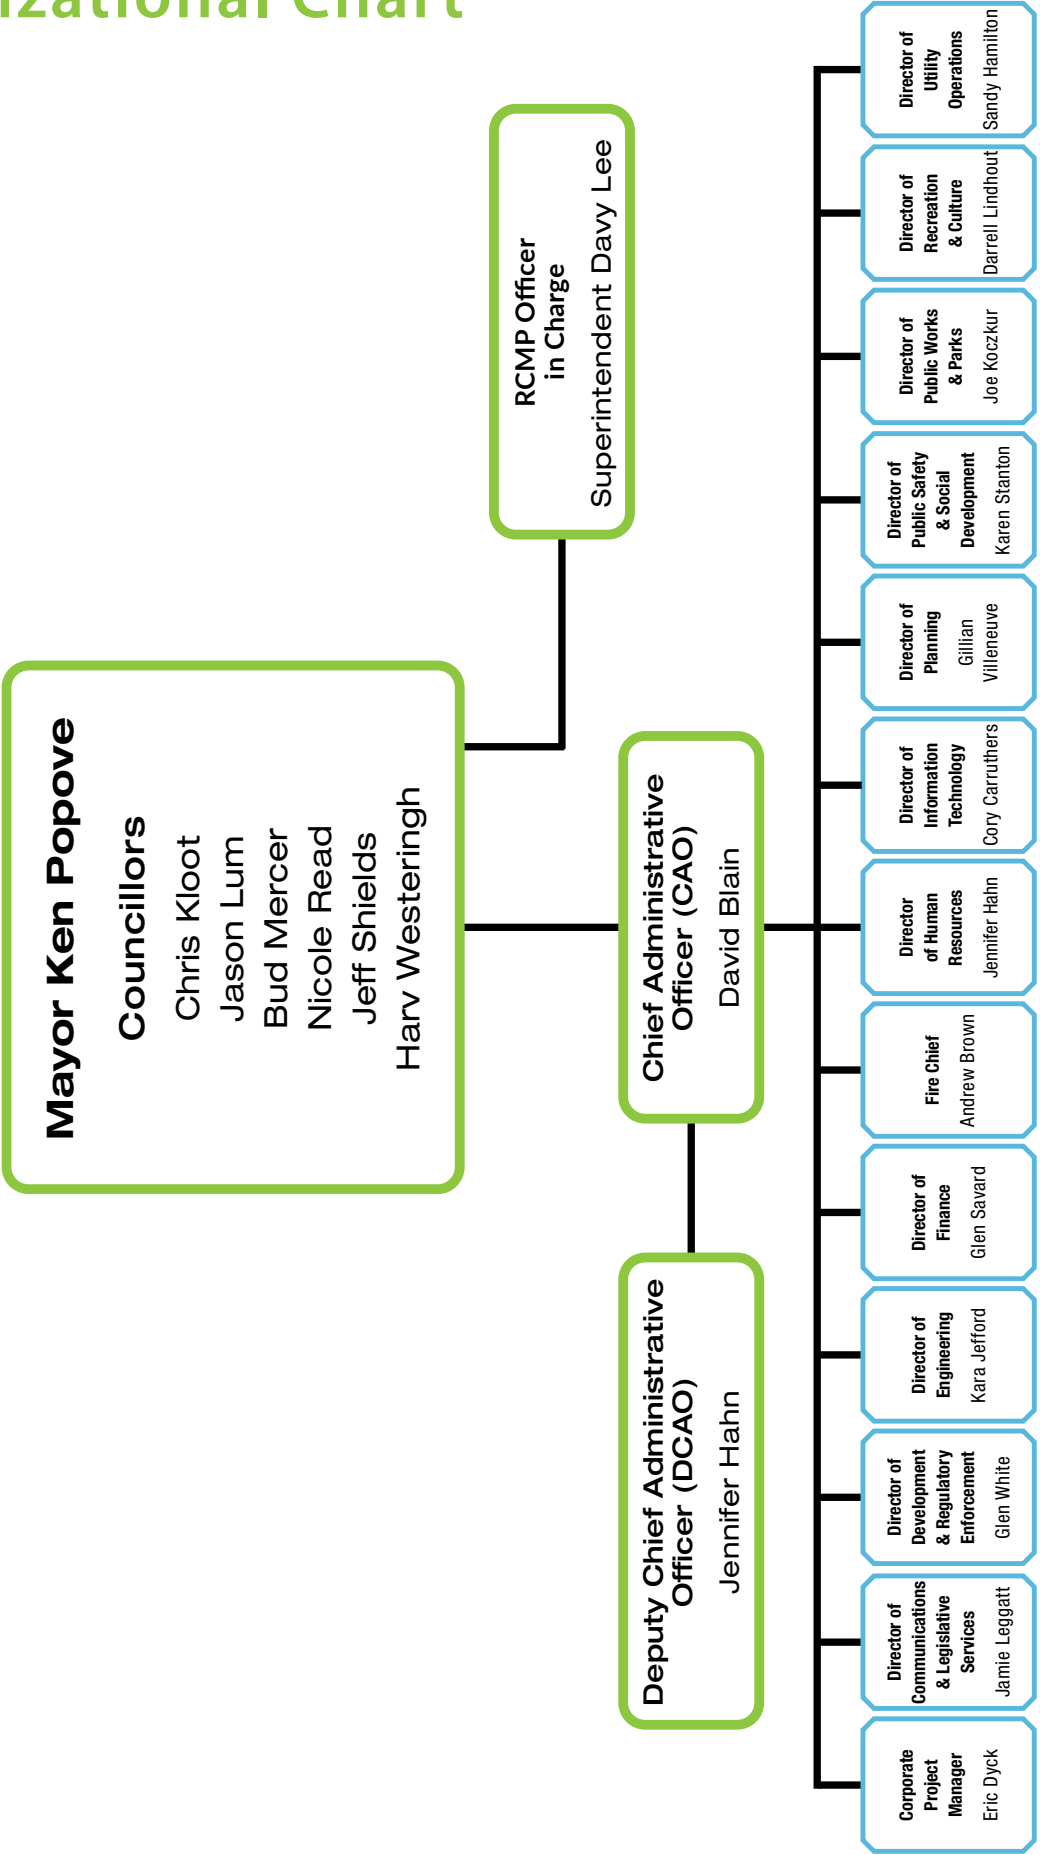 izational Chart
Mayor Ken Popove
Councillors
Chris Kloot
Jason Lum
Bud Mercer
Nicole Read
Jeff Shields
Harv Westeringh
RCMP Officer
in Charge
Superintendent Davy Lee
Deputy Chief Administrative
Officer (DCAO)
Jennifer Hahn
Chief Administrative
Officer (CAO)
David Blain
Corporate
Project
Manager
Eric Dyck
Director of
Communications
& Legislative
Services
Jamie Leggatt
Director of
Development
& Regulatory
Enforcement
Glen White
Director of
Engineering
Kara Jefford
Director of
Finance
Glen Savard
Fire Chief
Andrew Brown
Director
of Human
Resources
Jennifer Hahn
Director of
Information
Technology
Cory Carruthers
Director of
Planning
Gillian
Villeneuve
Director of
Public Safety
& Social
Development
Karen Stanton
Director of
Public Works
& Parks
Joe Koczkur
Director of
Recreation
& Culture
Darrell Lindhout
Director of
Utility
Operations
Sandy Hamilton